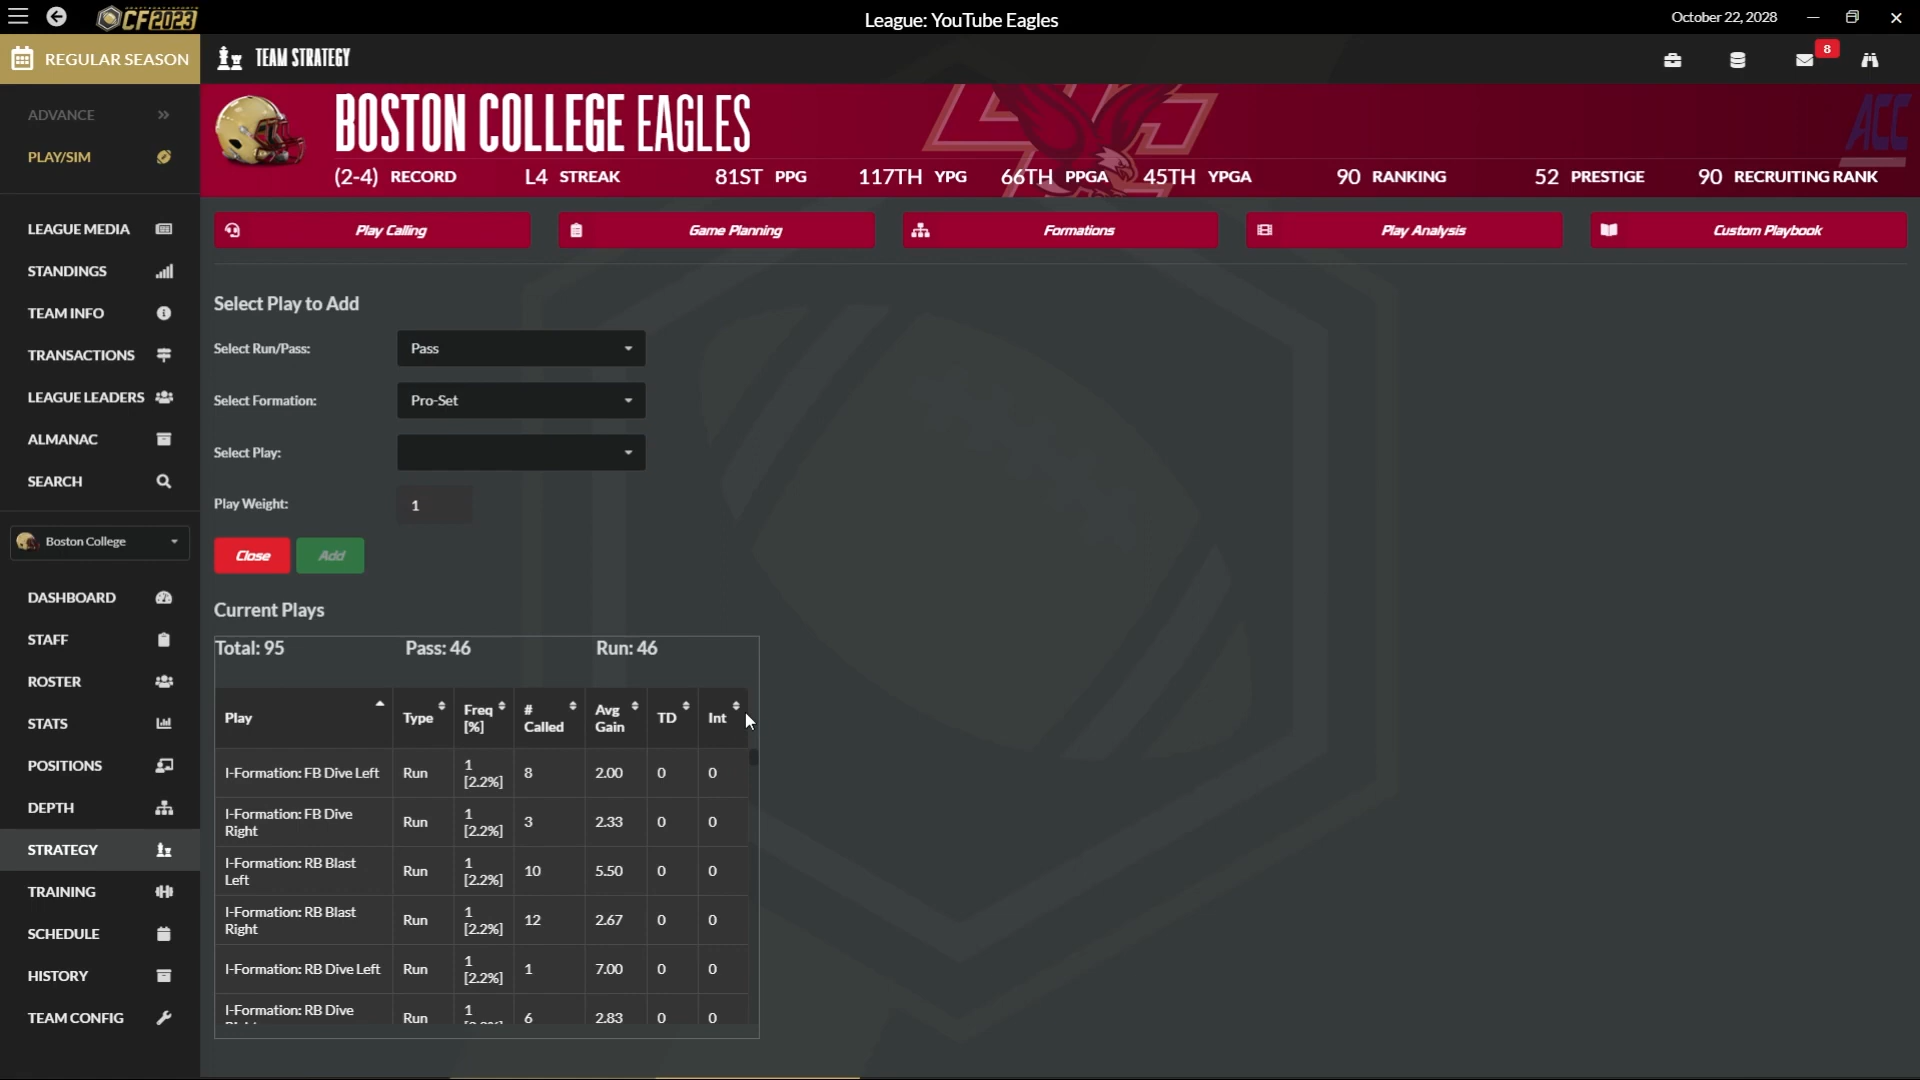 CF2023
League: YouTube Eagles
October 22, 2028
REGULAR SEASON
TEAM STRATEGY
8
ADVANCE
PLAY/SIM
BOSTON COLLEGE EAGLES
ACC
(2-4) RECORD
L4 STREAK
81ST PPG
117TH YPG
66TH PPGA
45TH YPGA
90 RANKING
52 PRESTIGE
90 RECRUITING RANK
LEAGUE MEDIA
STANDINGS
TEAM INFO
TRANSACTIONS
LEAGUE LEADERS
ALMANAC
SEARCH
Boston College
DASHBOARD
STAFF
ROSTER
STATS
POSITIONS
DEPTH
STRATEGY
TRAINING
SCHEDULE
HISTORY
TEAM CONFIG
Play Calling
Game Planning
Formations
Play Analysis
Custom Playbook
Select Play to Add
Select Run/Pass: Pass
Select Formation: Pro-Set
Select Play:
Play Weight: 1
Close Add
Current Plays
Total: 95 Pass: 46 Run: 46
Play Type Freq [%] # Called Avg Gain TD Int
I-Formation: FB Dive Left Run 1 [2.2%] 8 2.00 0 0
I-Formation: FB Dive Right Run 1 [2.2%] 3 2.33 0 0
I-Formation: RB Blast Left Run 1 [2.2%] 10 5.50 0 0
I-Formation: RB Blast Right Run 1 [2.2%] 12 2.67 0 0
I-Formation: RB Dive Left Run 1 [2.2%] 1 7.00 0 0
I-Formation: RB Dive Run 1 6 2.83 0 0